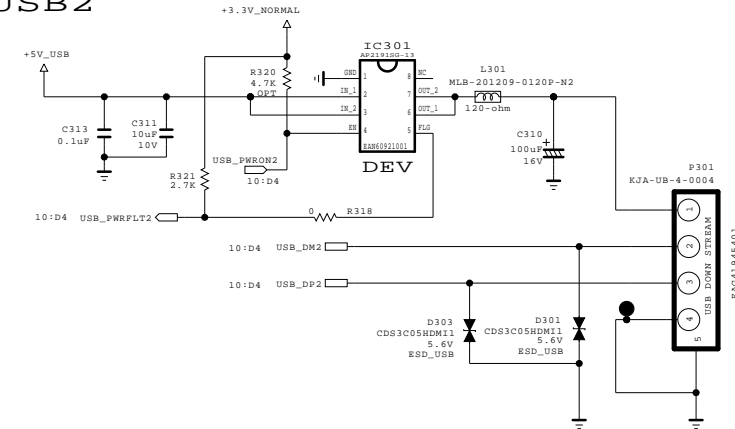 USB2
+3.3V_NORMAL
+5V_USB
IC301
AP2191SG-13
R320
4.7K
OPT
GND
1
8
NC
IN_1
2
7
OUT_2
IN_2
3
6
OUT_1
EN
4
5
FLG
EAN60921001
DEV
L301
MLB-201209-0120P-N2
120-ohm
C313
0.1uF
C311
10uF
10V
C310
100uF
16V
+
R321
2.7K
USB_PWRON2
10:D4
10:D4 USB_PWRFLT2
0 R318
P301
KJA-UB-4-0004
1
2
3
4
5
USB DOWN STREAM
10:D4 USB_DM2
10:D4 USB_DP2
D303
CDS3C05HDMI1
5.6V
ESD_USB
D301
CDS3C05HDMI1
5.6V
ESD_USB